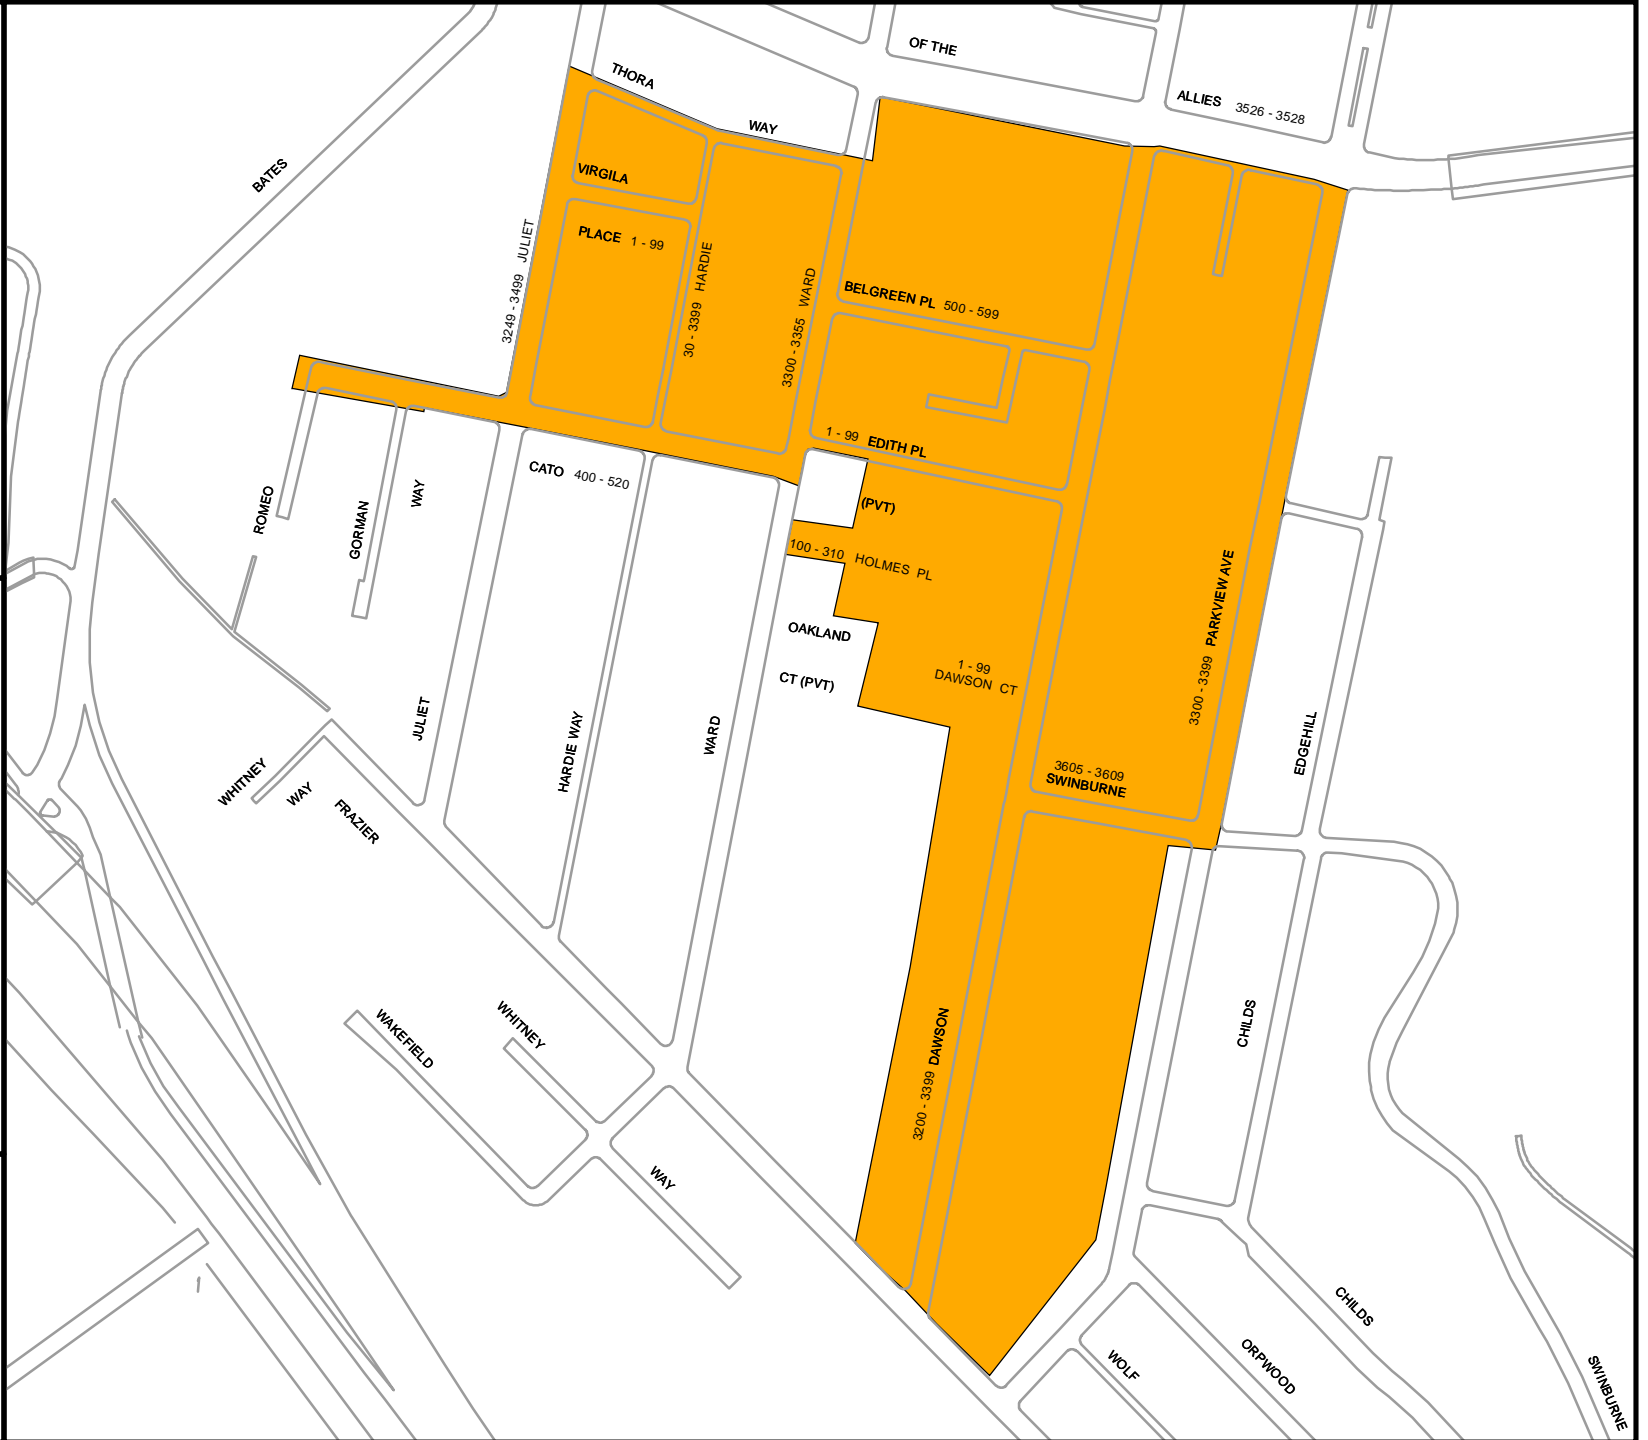 OF THE
THORA
ALLIES 3526 - 3528
WAY
BATES
VIRGILA
PLACE 1 - 99
3249 - 3499 JULIET
30 - 3399 HARDIE
3300 - 3355 WARD
BELGREEN PL 500 - 599
1 - 99 EDITH PL
CATO 400 - 520
(PVT)
ROMEO
GORMAN
WAY
100 - 310 HOLMES PL
OAKLAND
CT (PVT)
1 - 99
DAWSON CT
3300 - 3399 PARKVIEW AVE
JULIET
HARDIE WAY
WARD
EDGEHILL
3605 - 3609
SWINBURNE
WHITNEY
WAY
FRAZIER
WAKEFIELD
WHITNEY
WAY
3200 - 3399 DAWSON
CHILDS
CHILDS
ORPWOOD
WOLF
SWINBURNE